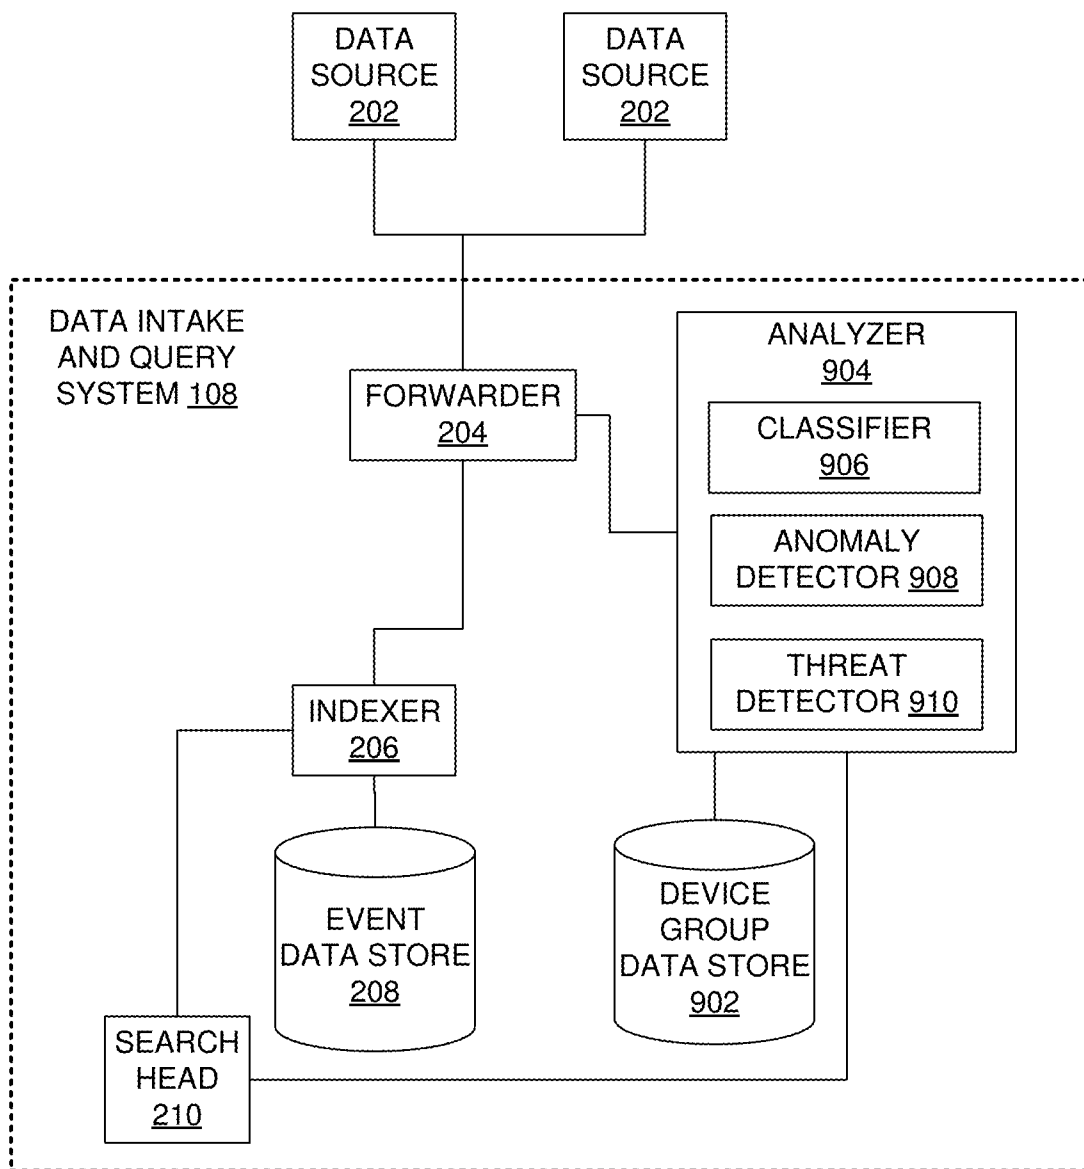 DATA
SOURCE
202
DATA
SOURCE
202
DATA INTAKE
AND QUERY
SYSTEM 108
FORWARDER
204
ANALYZER
904
CLASSIFIER
906
ANOMALY
DETECTOR 908
THREAT
DETECTOR 910
INDEXER
206
EVENT
DATA STORE
208
DEVICE
GROUP
DATA STORE
902
SEARCH
HEAD
210